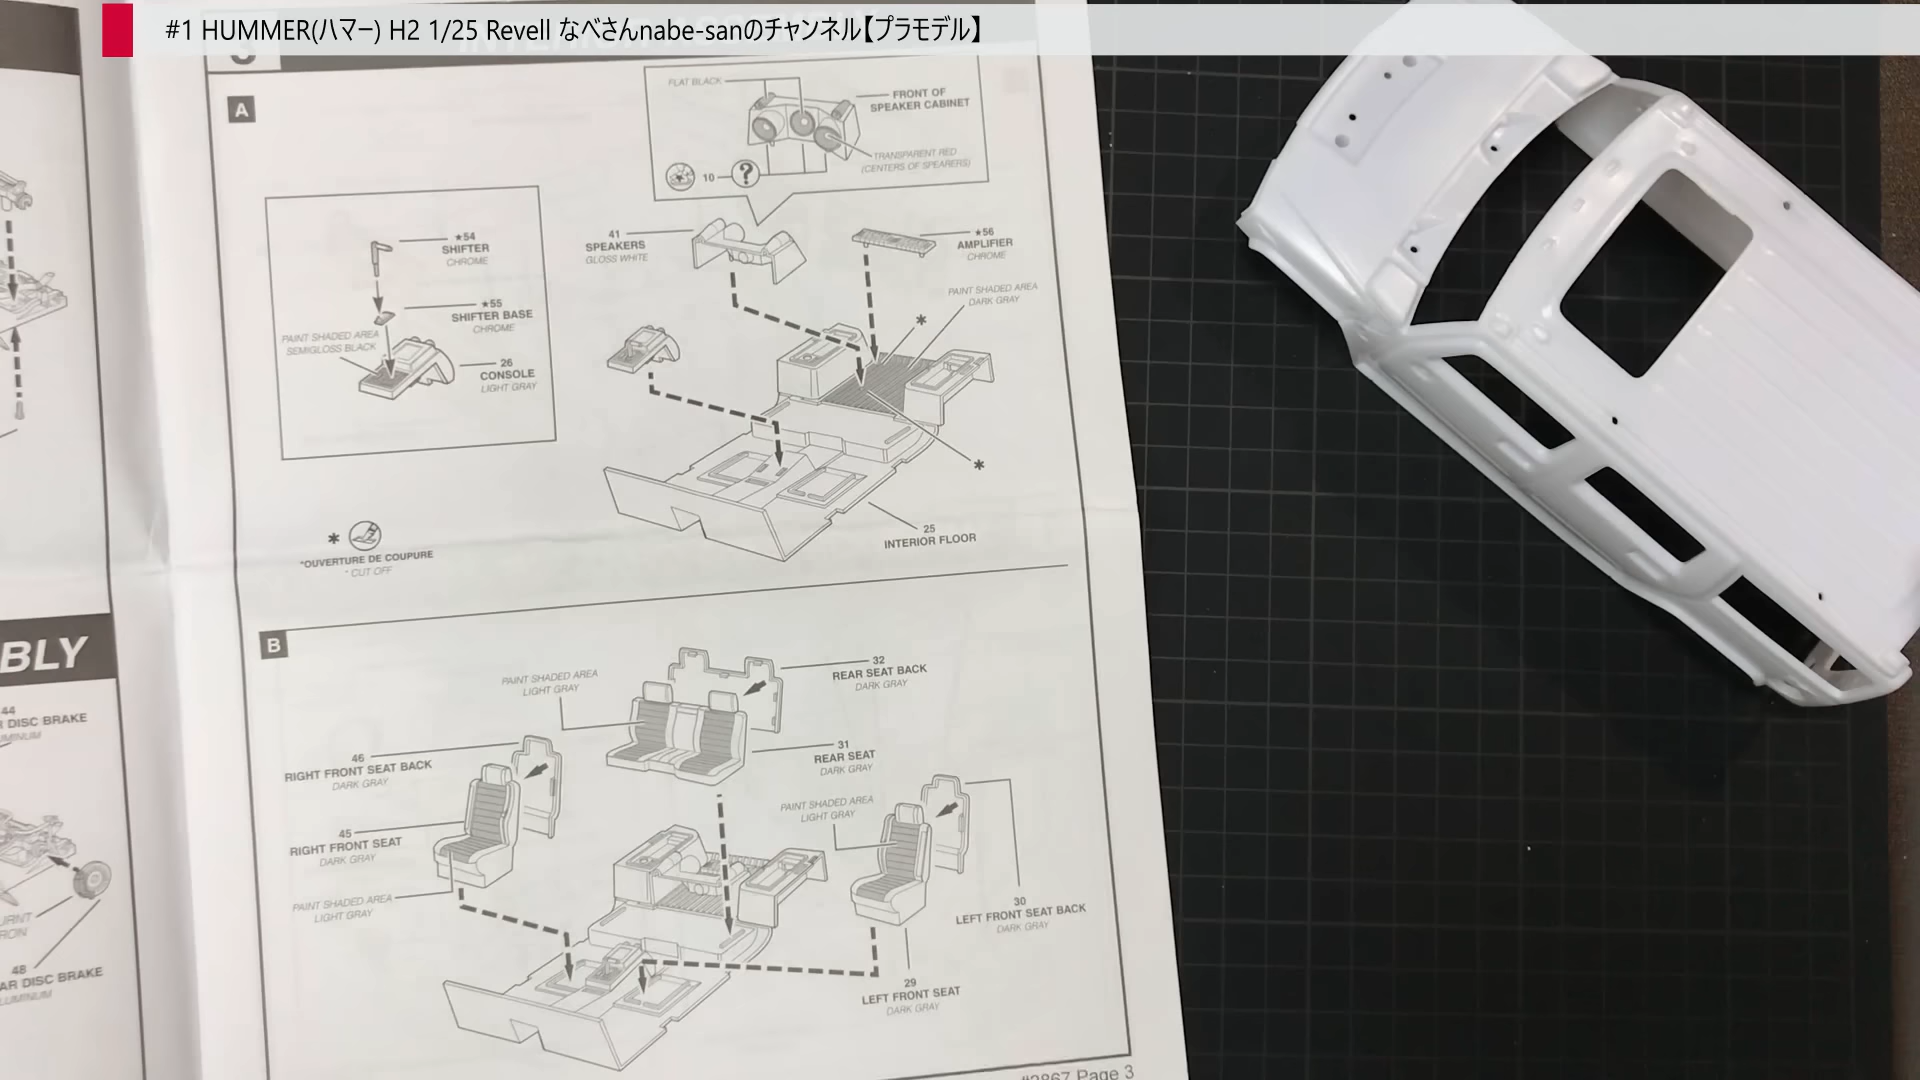 #1 HUMMER(ハマー) H2 1/25 Revell なべさんnabe-sanのチャンネル【プラモデル】
A
FLAT BLACK
FRONT OF
SPEAKER CABINET
TRANSPARENT RED
(CENTERS OF SPEARERS)
10
?
★54
SHIFTER
CHROME
★55
SHIFTER BASE
CHROME
PAINT SHADED AREA
SEMIGLOSS BLACK
26
CONSOLE
LIGHT GRAY
41
SPEAKERS
GLOSS WHITE
★56
AMPLIFIER
CHROME
PAINT SHADED AREA
DARK GRAY
*
*
25
INTERIOR FLOOR
*
*OUVERTURE DE COUPURE
* CUT OFF
B
PAINT SHADED AREA
LIGHT GRAY
32
REAR SEAT BACK
DARK GRAY
31
REAR SEAT
DARK GRAY
46
RIGHT FRONT SEAT BACK
DARK GRAY
45
RIGHT FRONT SEAT
DARK GRAY
PAINT SHADED AREA
LIGHT GRAY
PAINT SHADED AREA
LIGHT GRAY
30
LEFT FRONT SEAT BACK
DARK GRAY
29
LEFT FRONT SEAT
DARK GRAY
Page 3
BLY
44
DISC BRAKE
48
DISC BRAKE